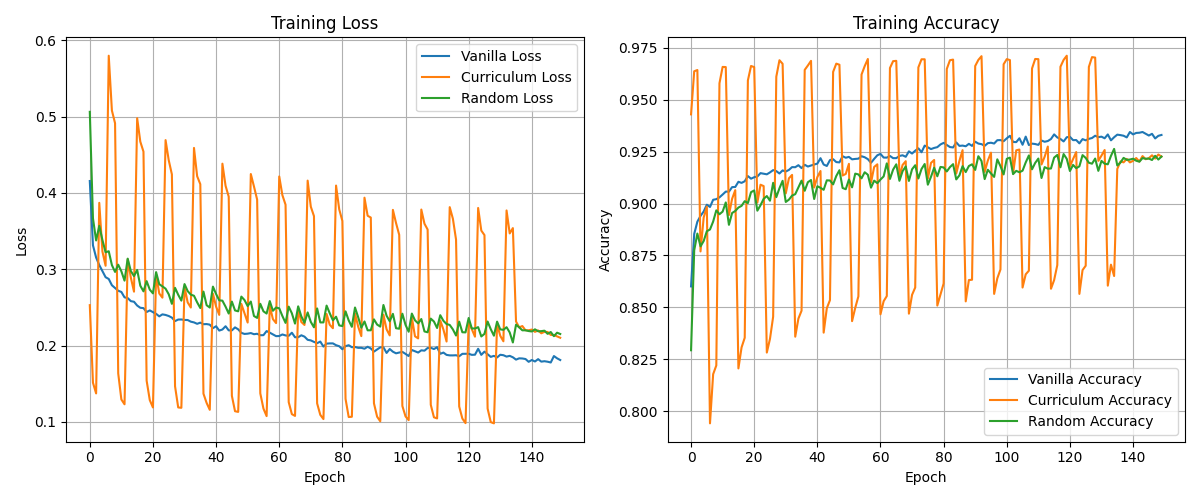 Training Loss
Loss
0.6
0.5
0.4
0.3
0.2
0.1
Vanilla Loss
Curriculum Loss
Random Loss
0 20 40 60 80 100 120 140
Epoch
Training Accuracy
Accuracy
0.975
0.950
0.925
0.900
0.875
0.850
0.825
0.800
Vanilla Accuracy
Curriculum Accuracy
Random Accuracy
0 20 40 60 80 100 120 140
Epoch